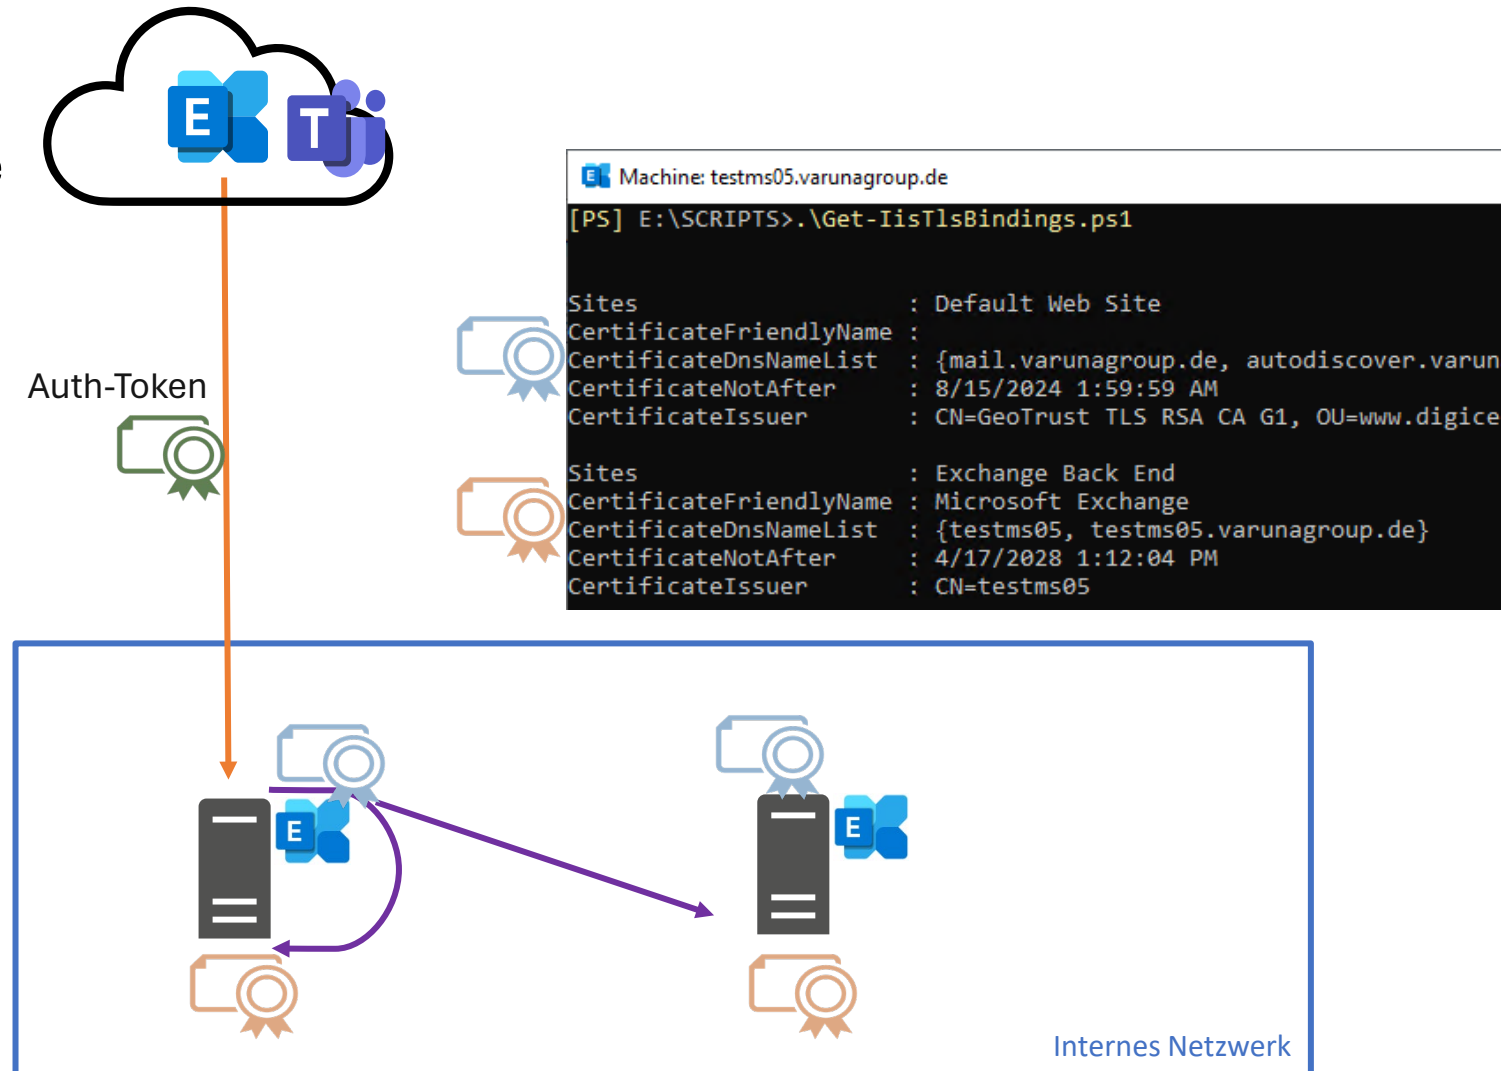 e
E
T
Machine: testms05.varunagroup.de
[PS] E:\SCRIPTS>.\Get-IisTlsBindings.ps1
Sites : Default Web Site
CertificateFriendlyName :
CertificateDnsNameList : {mail.varunagroup.de, autodiscover.varun
CertificateNotAfter : 8/15/2024 1:59:59 AM
CertificateIssuer : CN=GeoTrust TLS RSA CA G1, OU=www.digice
Auth-Token
Sites : Exchange Back End
CertificateFriendlyName : Microsoft Exchange
CertificateDnsNameList : {testms05, testms05.varunagroup.de}
CertificateNotAfter : 4/17/2028 1:12:04 PM
CertificateIssuer : CN=testms05
E
E
Internes Netzwerk